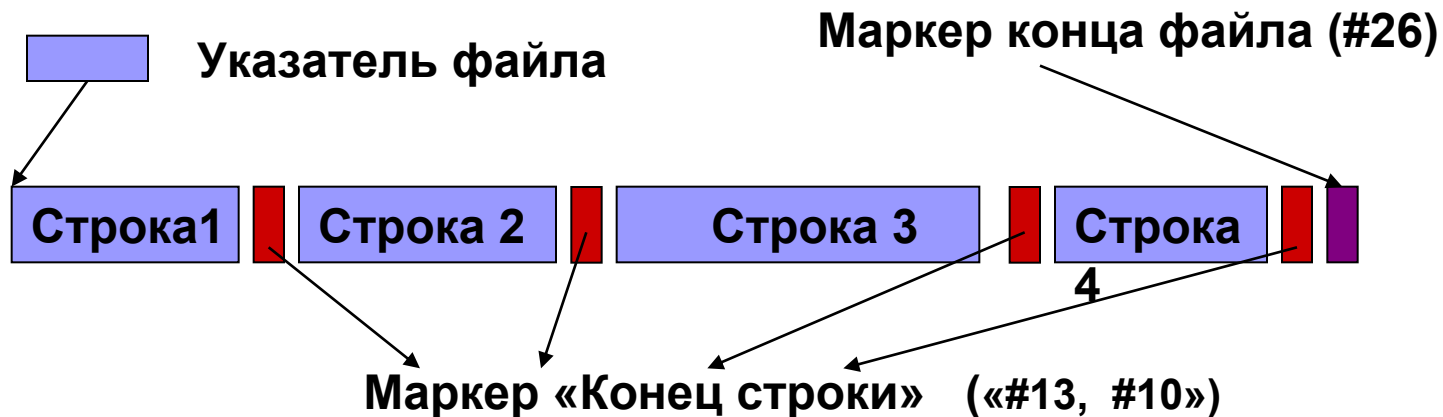 Маркер конца файла (#26)
Указатель файла
Строка1
Строка 2
Строка 3
Строка
4
Маркер «Конец строки» («#13, #10»)